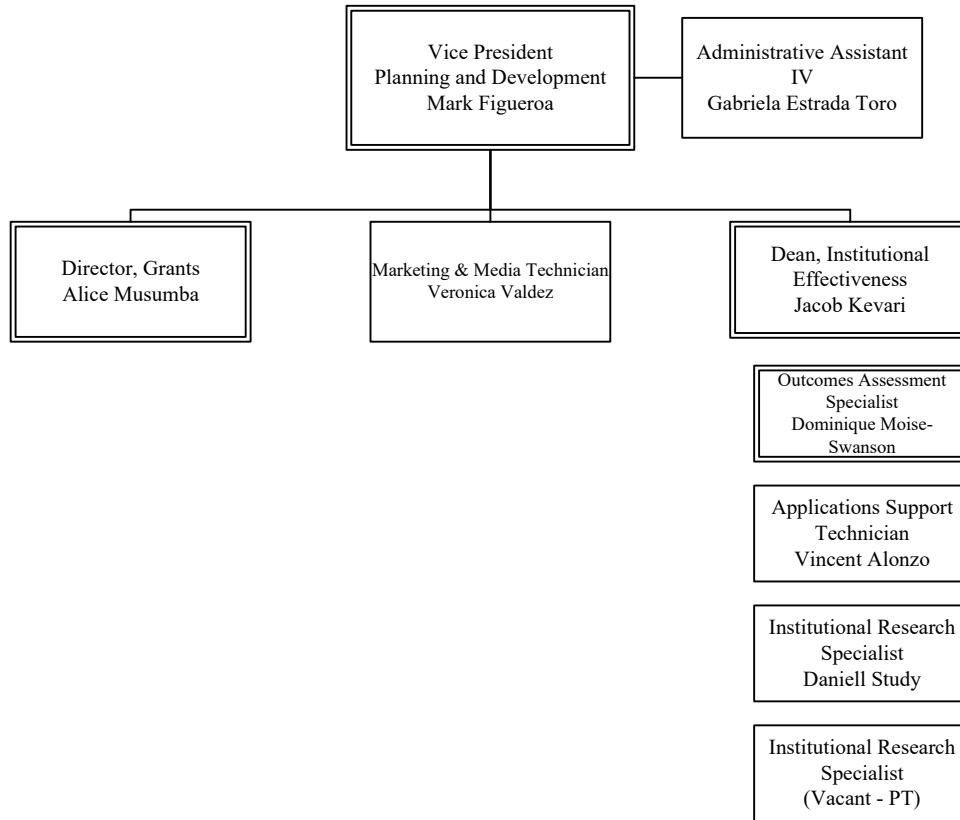 Vice President
Planning and Development
Mark Figueroa
Administrative Assistant
IV
Gabriela Estrada Toro
Director, Grants
Alice Musumba
Marketing & Media Technician
Veronica Valdez
Dean, Institutional
Effectiveness
Jacob Kevari
Outcomes Assessment
Specialist
Dominique Moise-
Swanson
Applications Support
Technician
Vincent Alonzo
Institutional Research
Specialist
Daniell Study
Institutional Research
Specialist
(Vacant - PT)